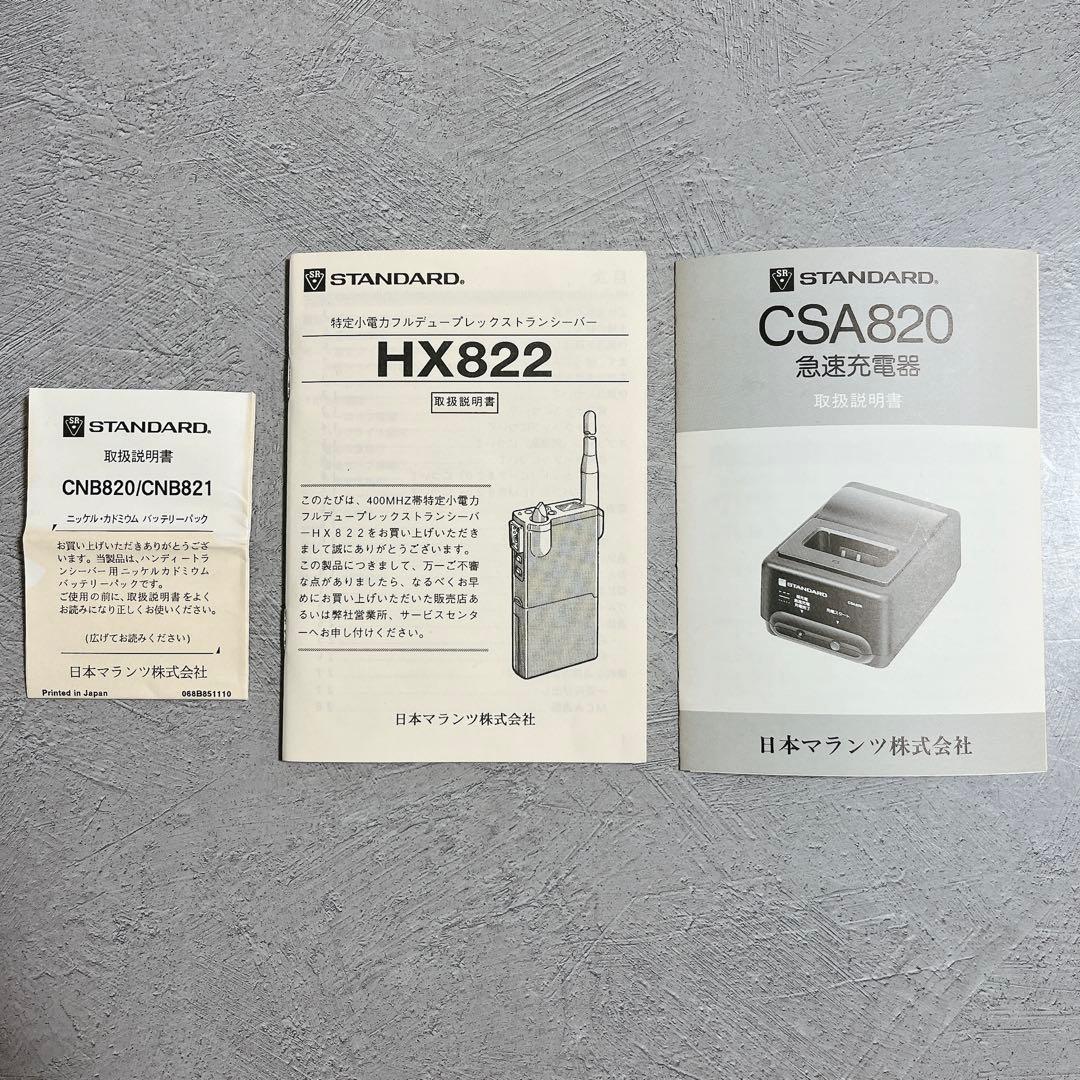 SR
STANDARD®
取扱説明書
CNB820/CNB821
ニッケル・カドミウム バッテリーパック
お買い上げいただきありがとうござ
います。当製品は、ハンディートラ
ンシーバー用ニッケルカドミウム
バッテリーパックです。
ご使用の前に、取扱説明書をよく
お読みになり正しくお使いください。
(広げてお読みください)
日本マランツ株式会社
Printed in Japan 068B851110
SR
STANDARD®
特定小電力フルデュープレックストランシーバー
HX822
取扱説明書
このたびは、400MHZ帯特定小電力
フルデュープレックストランシーバ
ーHX822をお買い上げいただき
まして誠にありがとうございます。
この製品につきまして、万一ご不審
な点がありましたら、なるべくお早
めにお買い上げいただいた販売店あ
るいは弊社営業所、サービスセンタ
ーへお申し付けください。
日本マランツ株式会社
SR
STANDARD®
CSA820
急速充電器
取扱説明書
STANDARD
充電スタート
日本マランツ株式会社